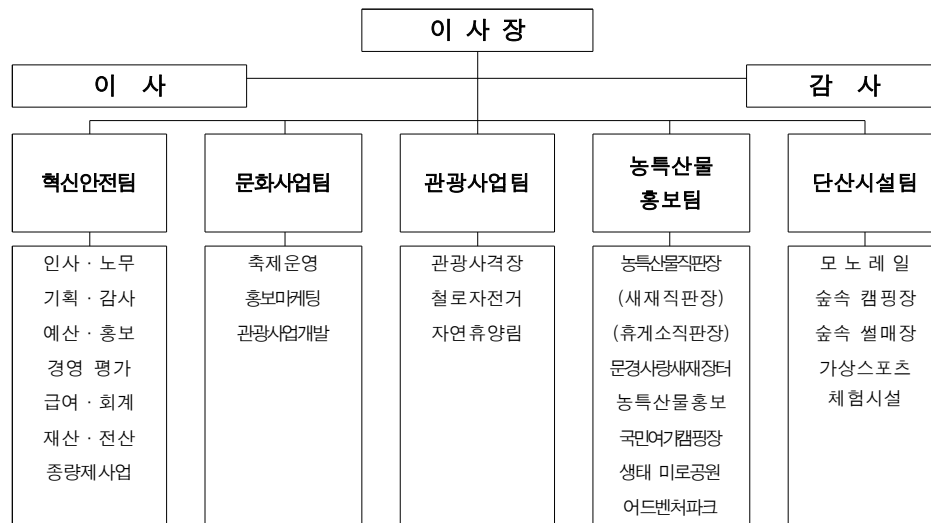 이 사 장
이 사
감 사
혁신안전팀
문화사업팀
관광사업팀
농특산물
홍보팀
단산시설팀
인사 · 노무
기획 · 감사
예산 · 홍보
경영 평가
급여 · 회계
재산 · 전산
종량제사업
축제운영
홍보마케팅
관광사업개발
관광사격장
철로자전거
자연휴양림
농특산물직판장
(새재직판장)
(휴게소직판장)
문경사랑새재장터
농특산물홍보
국민여가캠핑장
생태 미로공원
어드벤처파크
모 노 레 일
숲속 캠핑장
숲속 썰매장
가상스포츠
체험시설